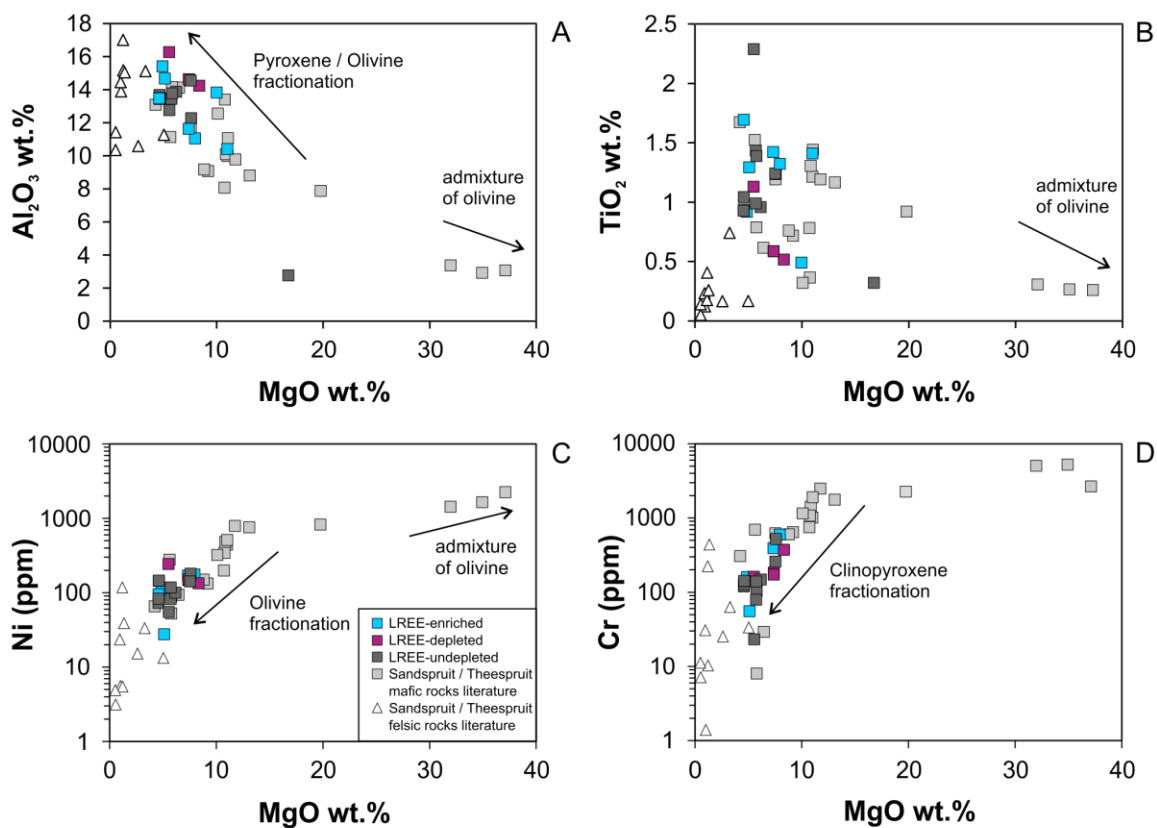 A
Al2O3 wt.%
18
16
14
12
10
8
6
4
2
0
Pyroxene / Olivine
fractionation
admixture
of olivine
0 10 20 30 40
MgO wt.%
B
TiO2 wt.%
2.5
2
1.5
1
0.5
0
admixture
of olivine
0 10 20 30 40
MgO wt.%
C
Ni (ppm)
10000
1000
100
10
1
admixture
of olivine
Olivine
fractionation
LREE-enriched
LREE-depleted
LREE-undepleted
Sandspruit / Theespruit
mafic rocks literature
Sandspruit / Theespruit
felsic rocks literature
0 10 20 30 40
MgO wt.%
D
Cr (ppm)
10000
1000
100
10
1
Clinopyroxene
fractionation
0 10 20 30 40
MgO wt.%